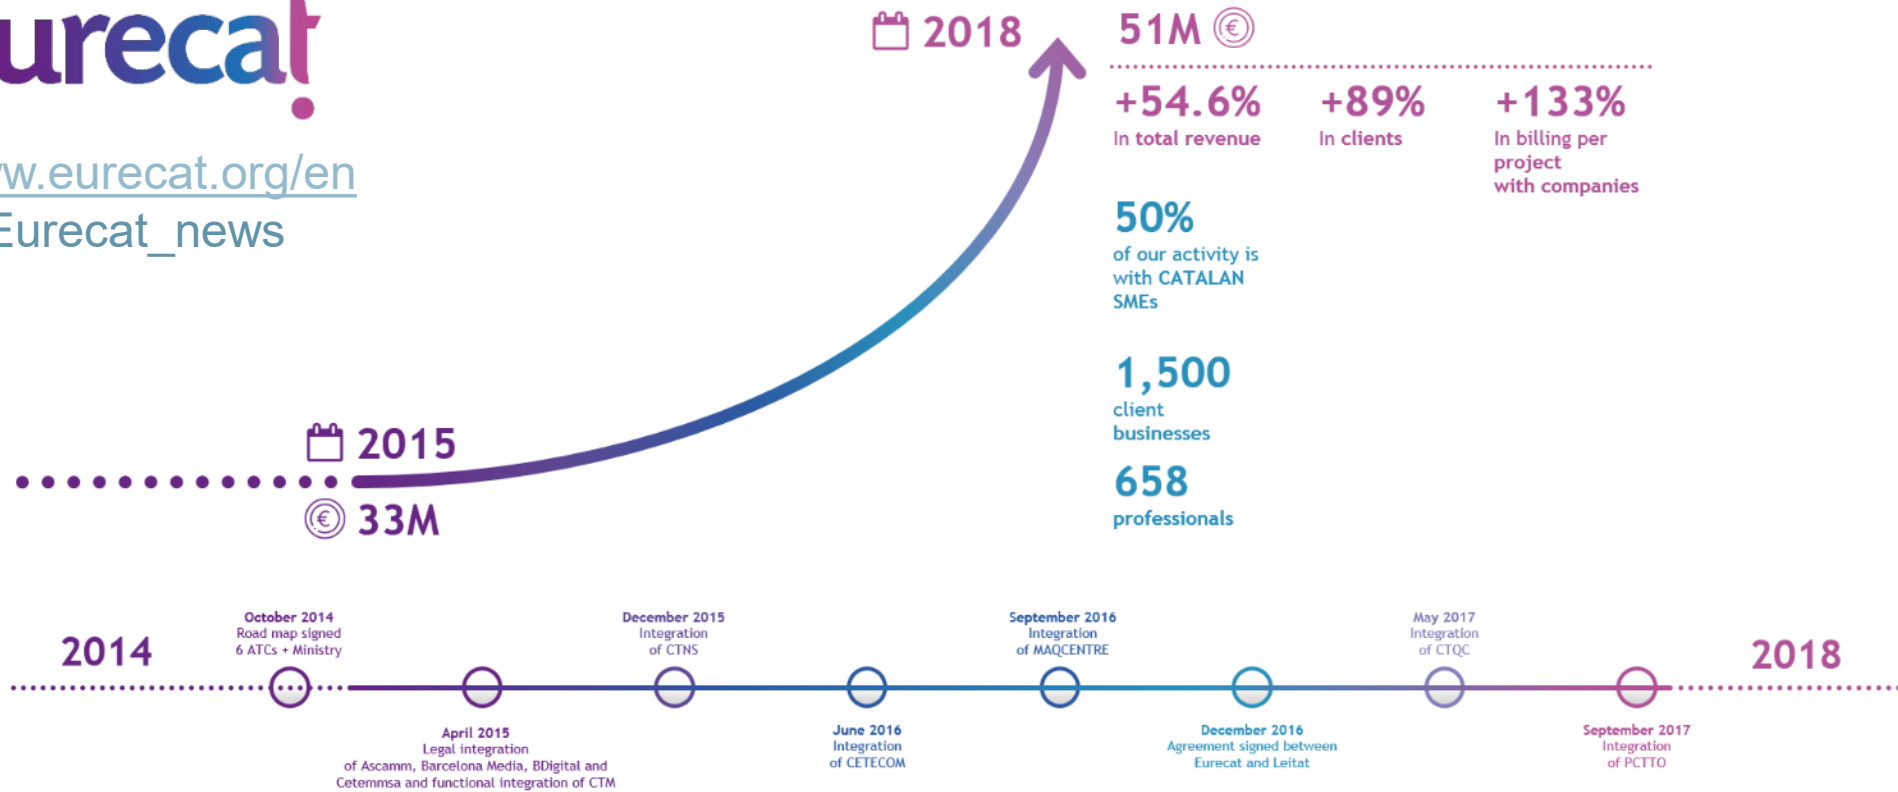 urecat
w.eurecat.org/en
Eurecat_news
2018
51M €
+54.6%
In total revenue
+89%
In clients
+133%
In billing per
project
with companies
50%
of our activity is
with CATALAN
SMEs
1,500
client
businesses
658
professionals
2015
€ 33M
2014
October 2014
Road map signed
6 ATCs + Ministry
April 2015
Legal integration
of Ascamm, Barcelona Media, BDigital and
Cetemmsa and functional integration of CTM
December 2015
Integration
of CTNS
June 2016
Integration
of CETECOM
September 2016
Integration
of MAQCENTRE
December 2016
Agreement signed between
Eurecat and Leitat
May 2017
Integration
of CTQC
September 2017
Integration
of PCTTO
2018